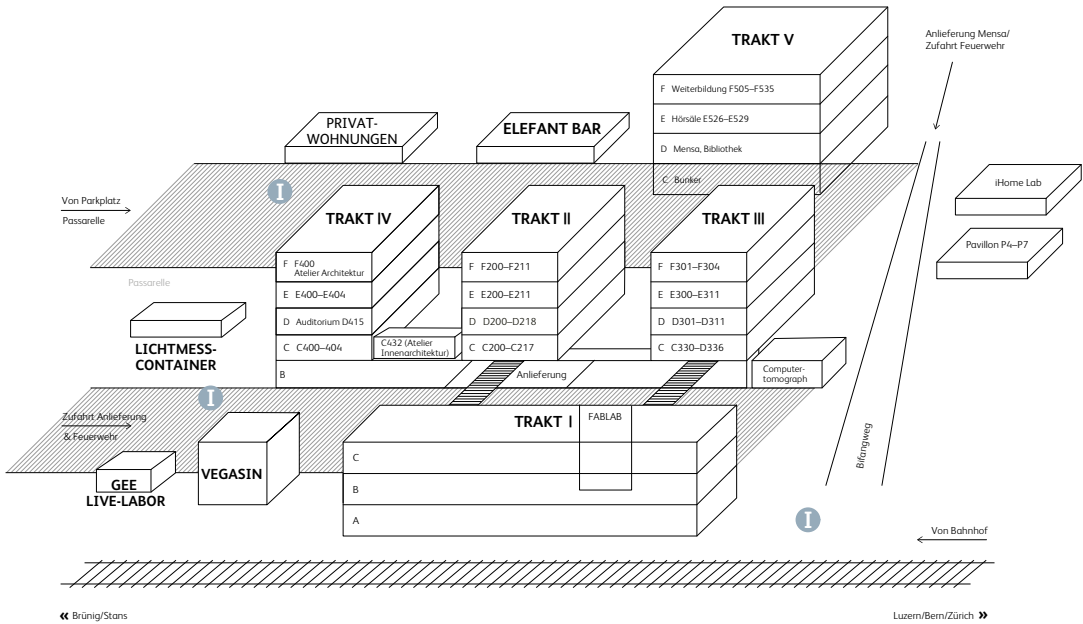 TRAKT V
F Weiterbildung F505–F535
E Hörsäle E526–E529
D Mensa, Bibliothek
C Bunker
Anlieferung Mensa/
Zufahrt Feuerwehr
PRIVAT-
WOHNUNGEN
ELEFANT BAR
iHome Lab
Pavillon P4–P7
Von Parkplatz
Passarelle
I
TRAKT IV
F F400
Atelier Architektur
E E400–E404
D Auditorium D415
C C400–404
C432 (Atelier
Innenarchitektur)
TRAKT II
F F200–F211
E E200–E211
D D200–D218
C C200–C217
TRAKT III
F F301–F304
E E300–E311
D D301–D311
C C330–D336
Passarelle
LICHTMESS-
CONTAINER
B
Anlieferung
Computer-
tomograph
I
Zufahrt Anlieferung
& Feuerwehr
TRAKT I
FABLAB
C
B
A
VEGASIN
GEE
LIVE-LABOR
Bifangweg
I
Von Bahnhof
« Brünig/Stans
Luzern/Bern/Zürich »